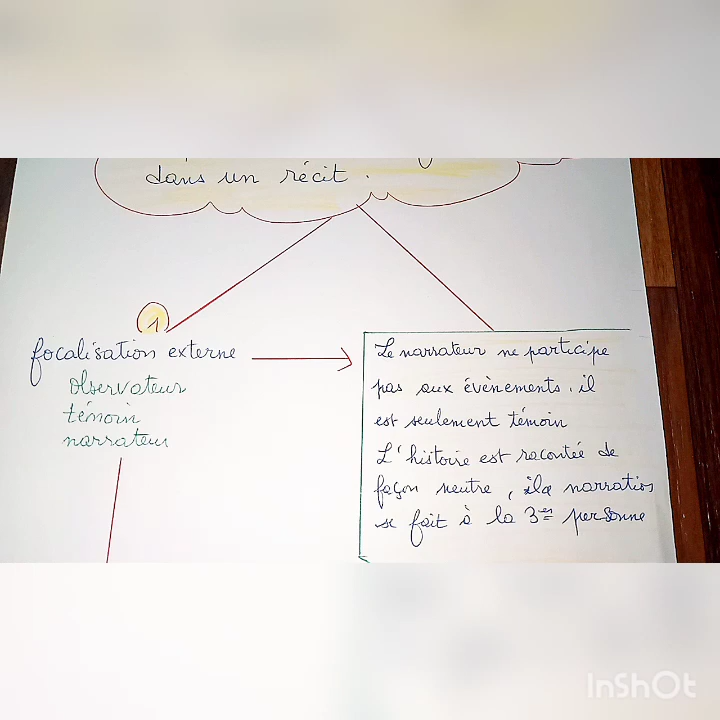 dans un récit.
1
focalisation externe
observateur
témoin
narrateur
Le narrateur ne participe
pas aux évènements. il
est seulement témoin
L'histoire est racontée de
façon neutre, la narration
se fait à la 3 personne
InShOt